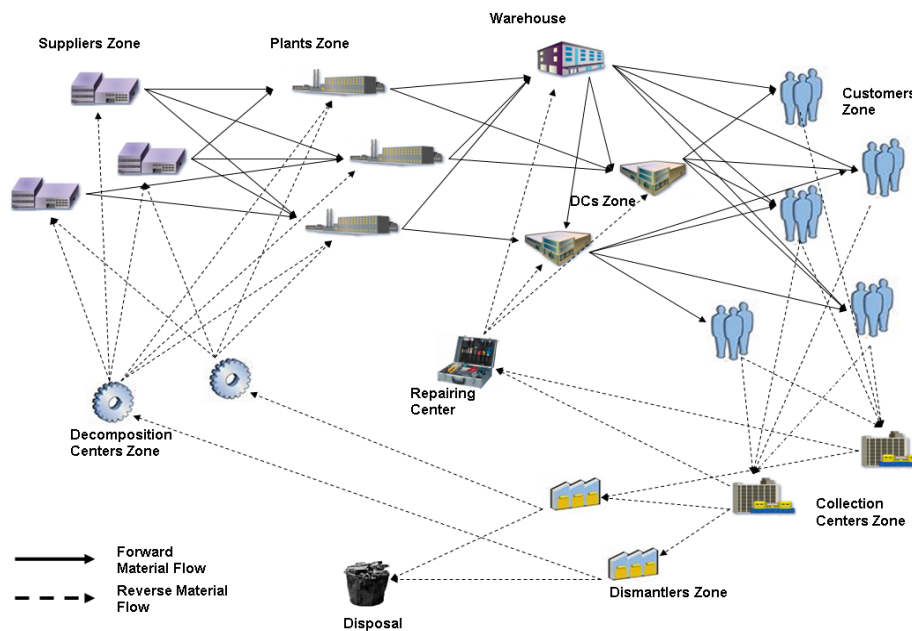 Warehouse
Suppliers Zone
Plants Zone
Customers
Zone
DCs Zone
Repairing
Center
Decomposition
Centers Zone
Collection
Centers Zone
Forward
Material Flow
Reverse Material
Flow
Dismantlers Zone
Disposal